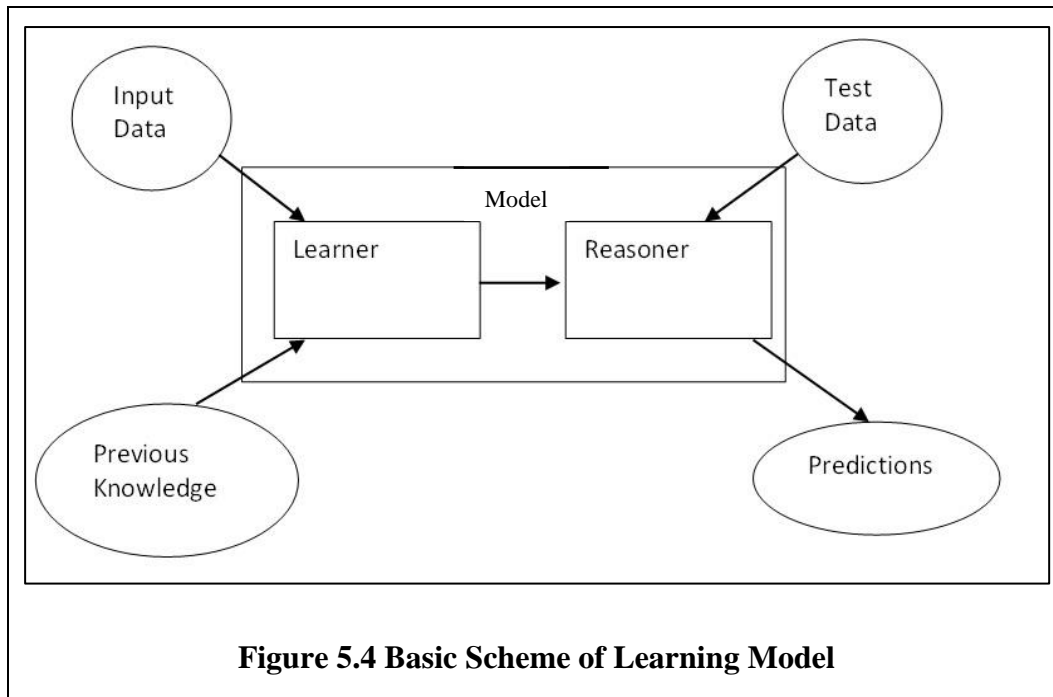 Input
Data
Test
Data
Model
Learner
Reasoner
Previous
Knowledge
Predictions
Figure 5.4 Basic Scheme of Learning Model